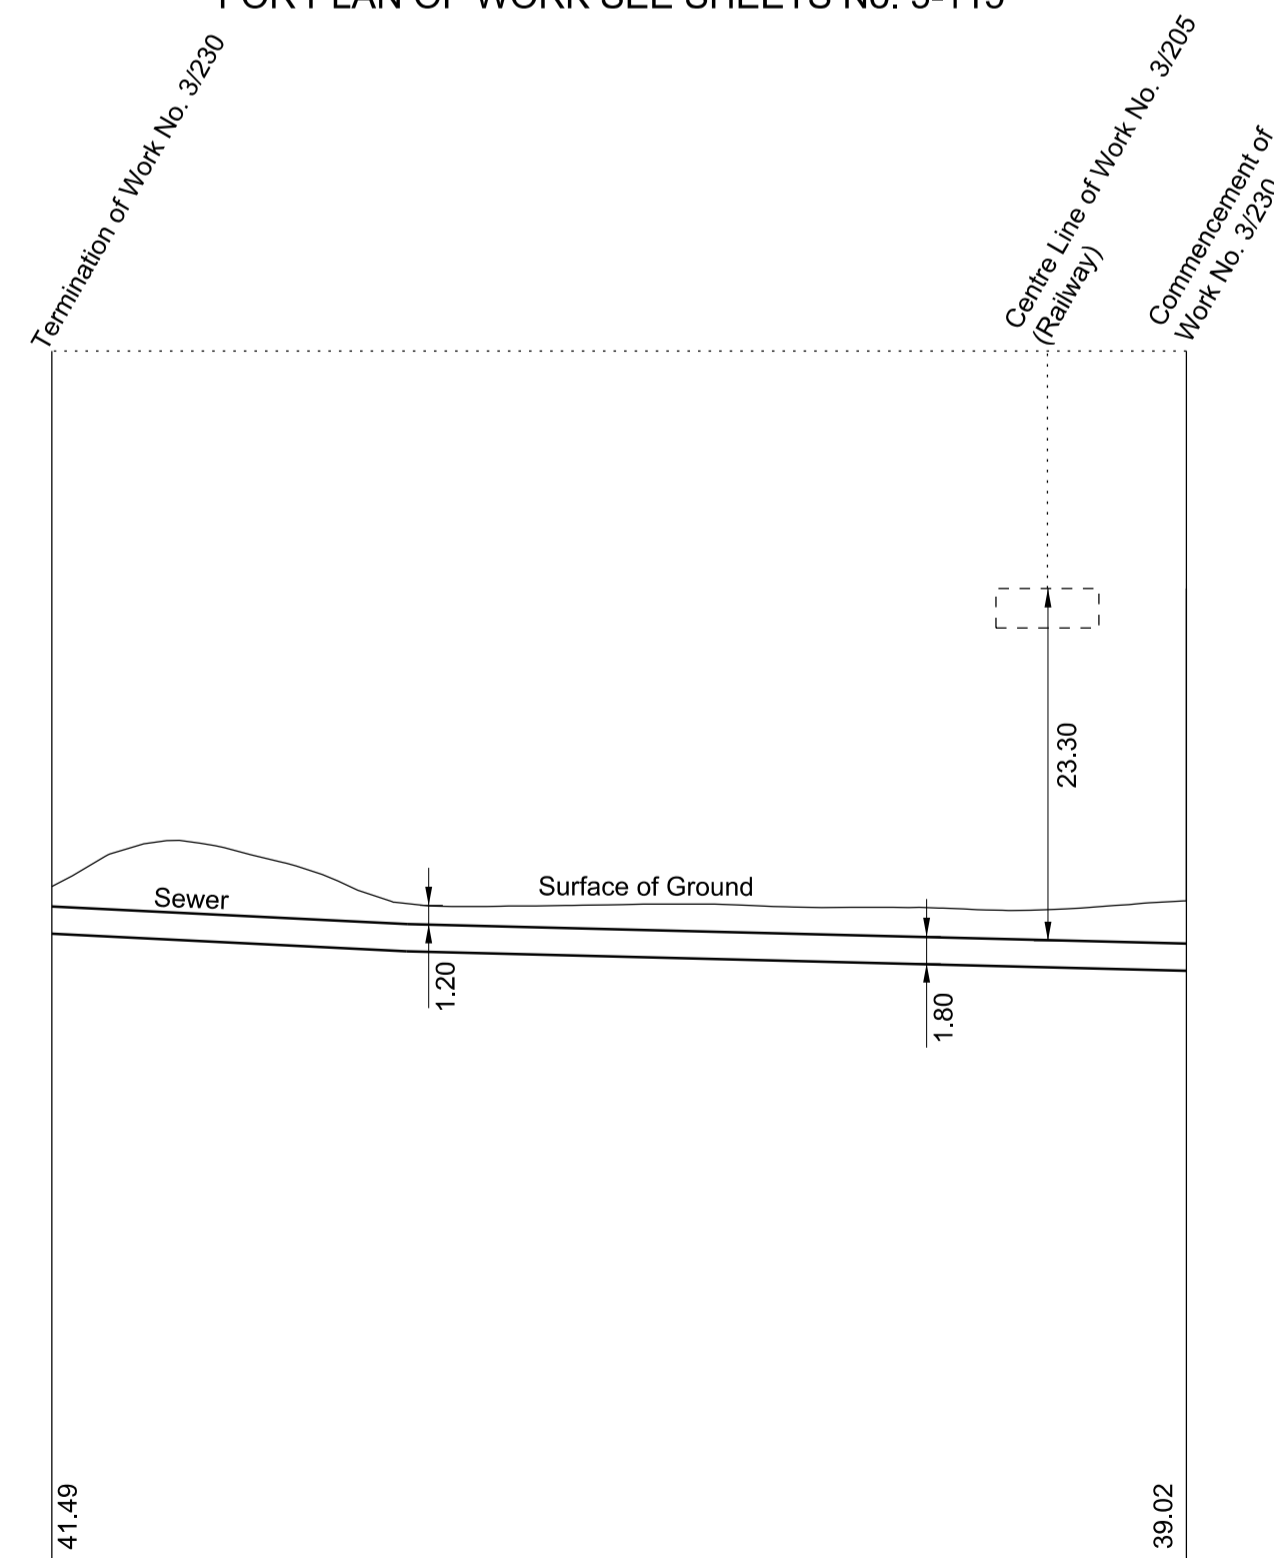 FOR PLAN OF WORK SEE SHEETS No. 3-119
Termination of Work No. 3/230
Centre Line of Work No. 3/205
(Railway)
Commencement of
Work No. 3/230
23.30
Sewer
Surface of Ground
1.20
1.80
41.49
39.02